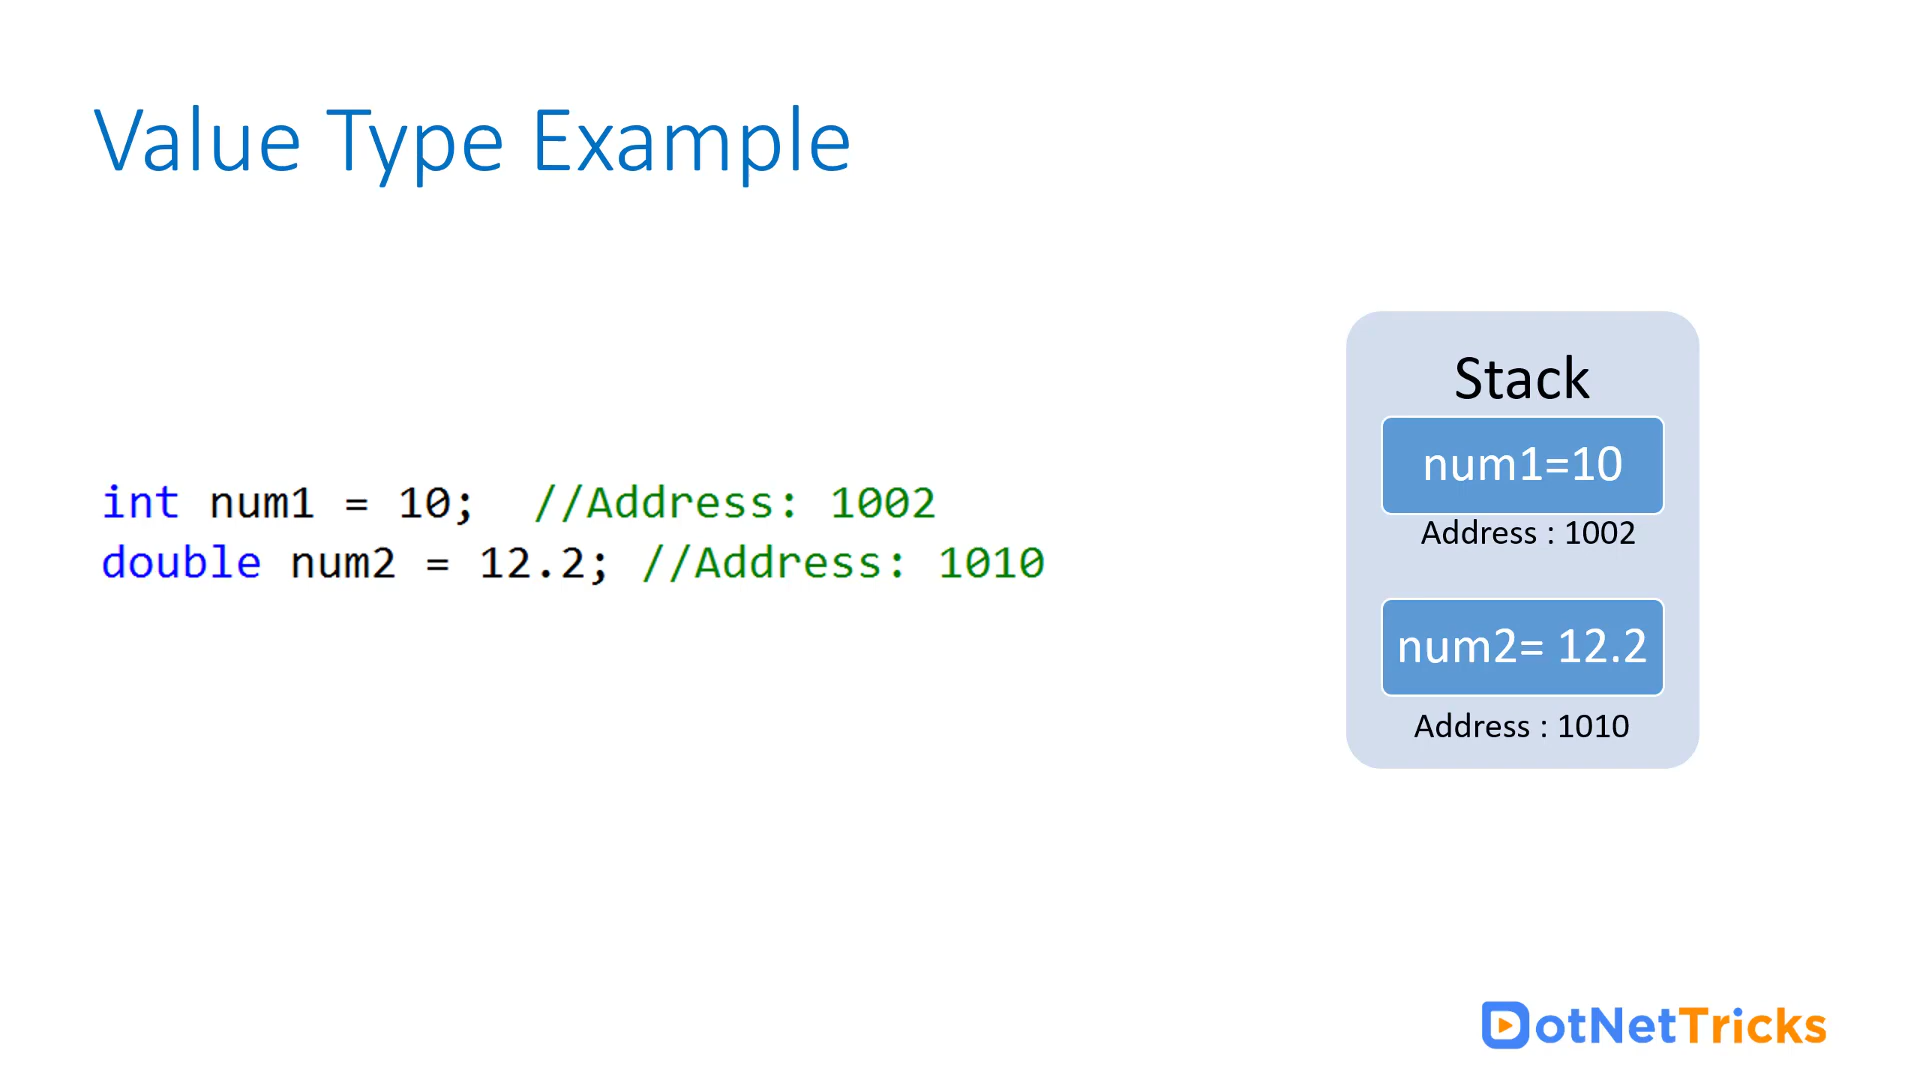 Value Type Example
int num1 = 10;  //Address: 1002
double num2 = 12.2; //Address: 1010
Stack
num1=10
Address : 1002
num2= 12.2
Address : 1010
DotNetTricks